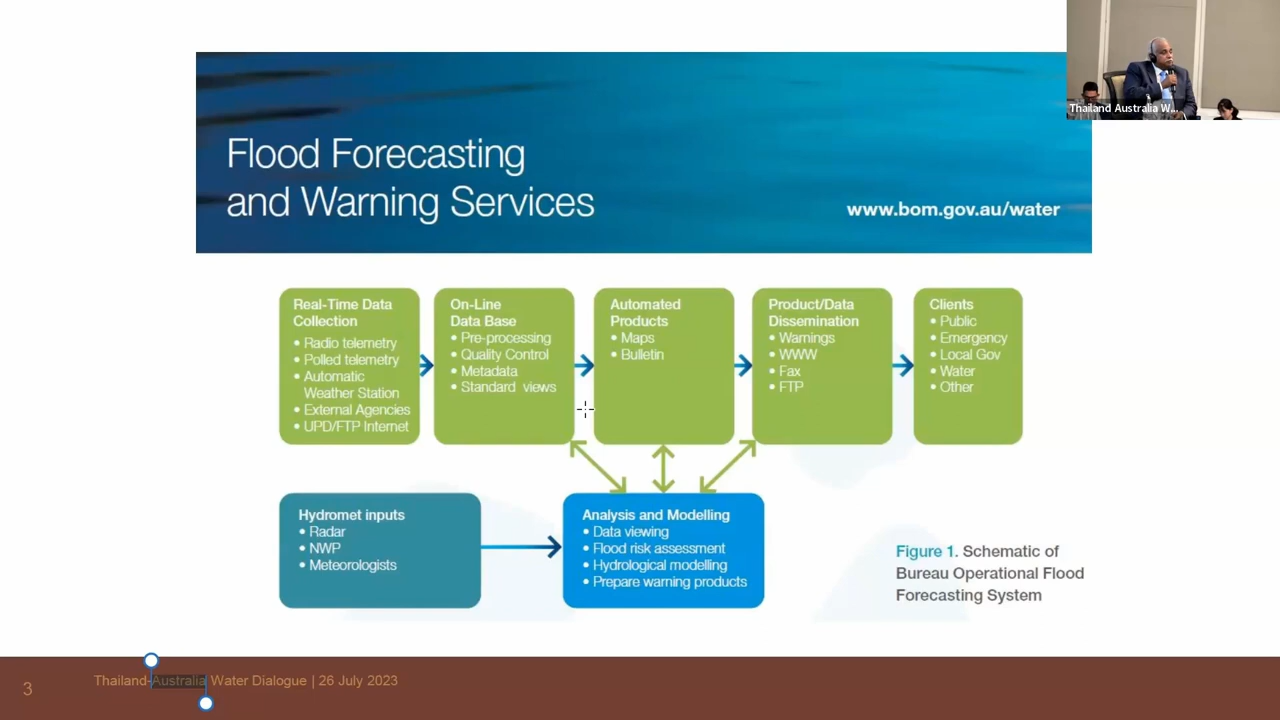 Thailand Australia W...
Flood Forecasting
and Warning Services
www.bom.gov.au/water
Real-Time Data
Collection
• Radio telemetry
• Polled telemetry
• Automatic
Weather Station
• External Agencies
• UPD/FTP Internet
On-Line
Data Base
• Pre-processing
• Quality Control
• Metadata
• Standard views
Automated
Products
• Maps
• Bulletin
Product/Data
Dissemination
• Warnings
• WWW
• Fax
• FTP
Clients
• Public
• Emergency
• Local Gov
• Water
• Other
Hydromet inputs
• Radar
• NWP
• Meteorologists
Analysis and Modelling
• Data viewing
• Flood risk assessment
• Hydrological modelling
• Prepare warning products
Figure 1. Schematic of
Bureau Operational Flood
Forecasting System
3
Thailand-Australia Water Dialogue | 26 July 2023